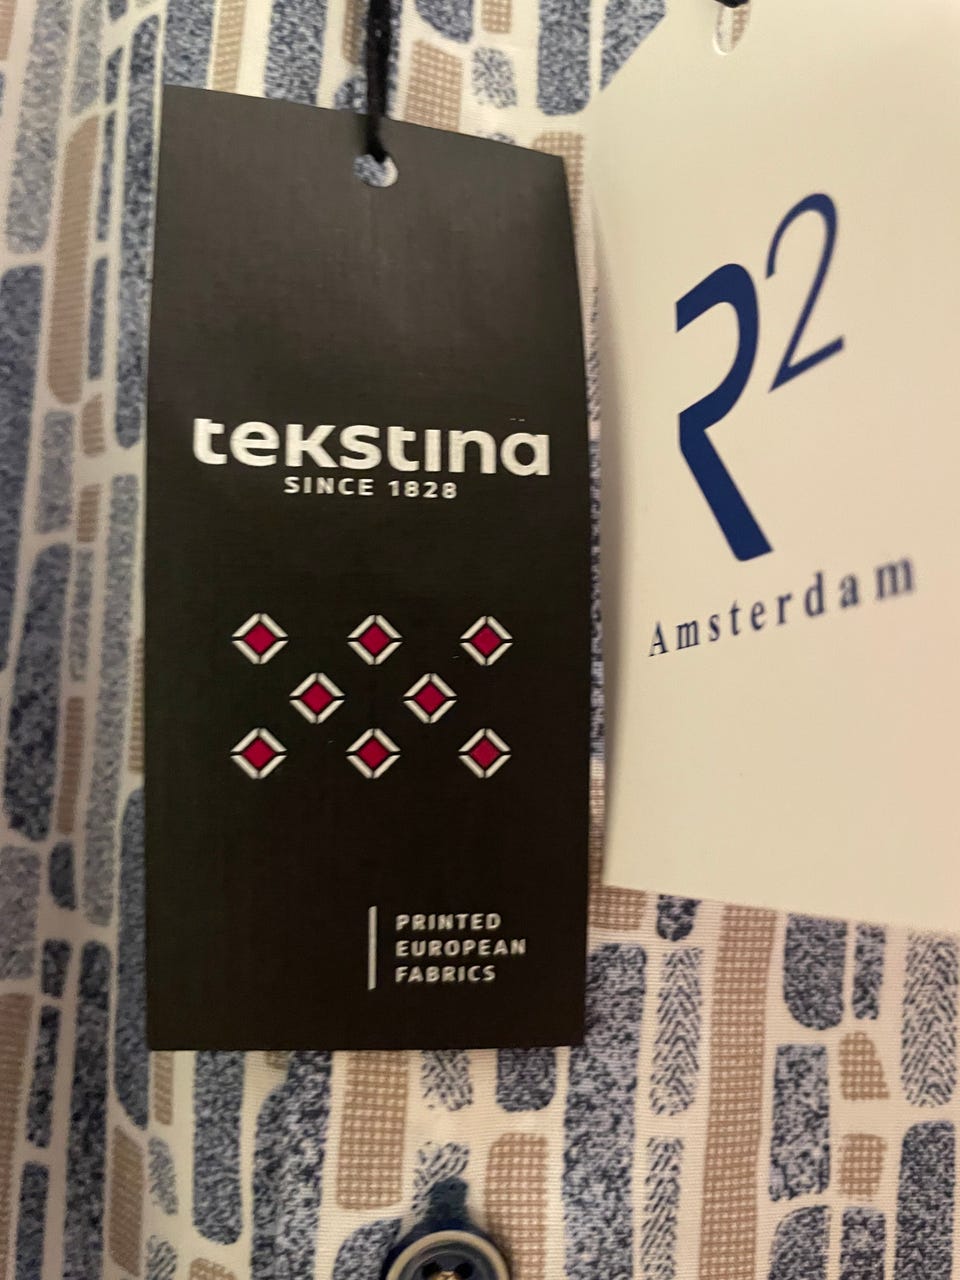 tekstina
SINCE 1828
PRINTED
EUROPEAN
FABRICS
R2
Amsterdam